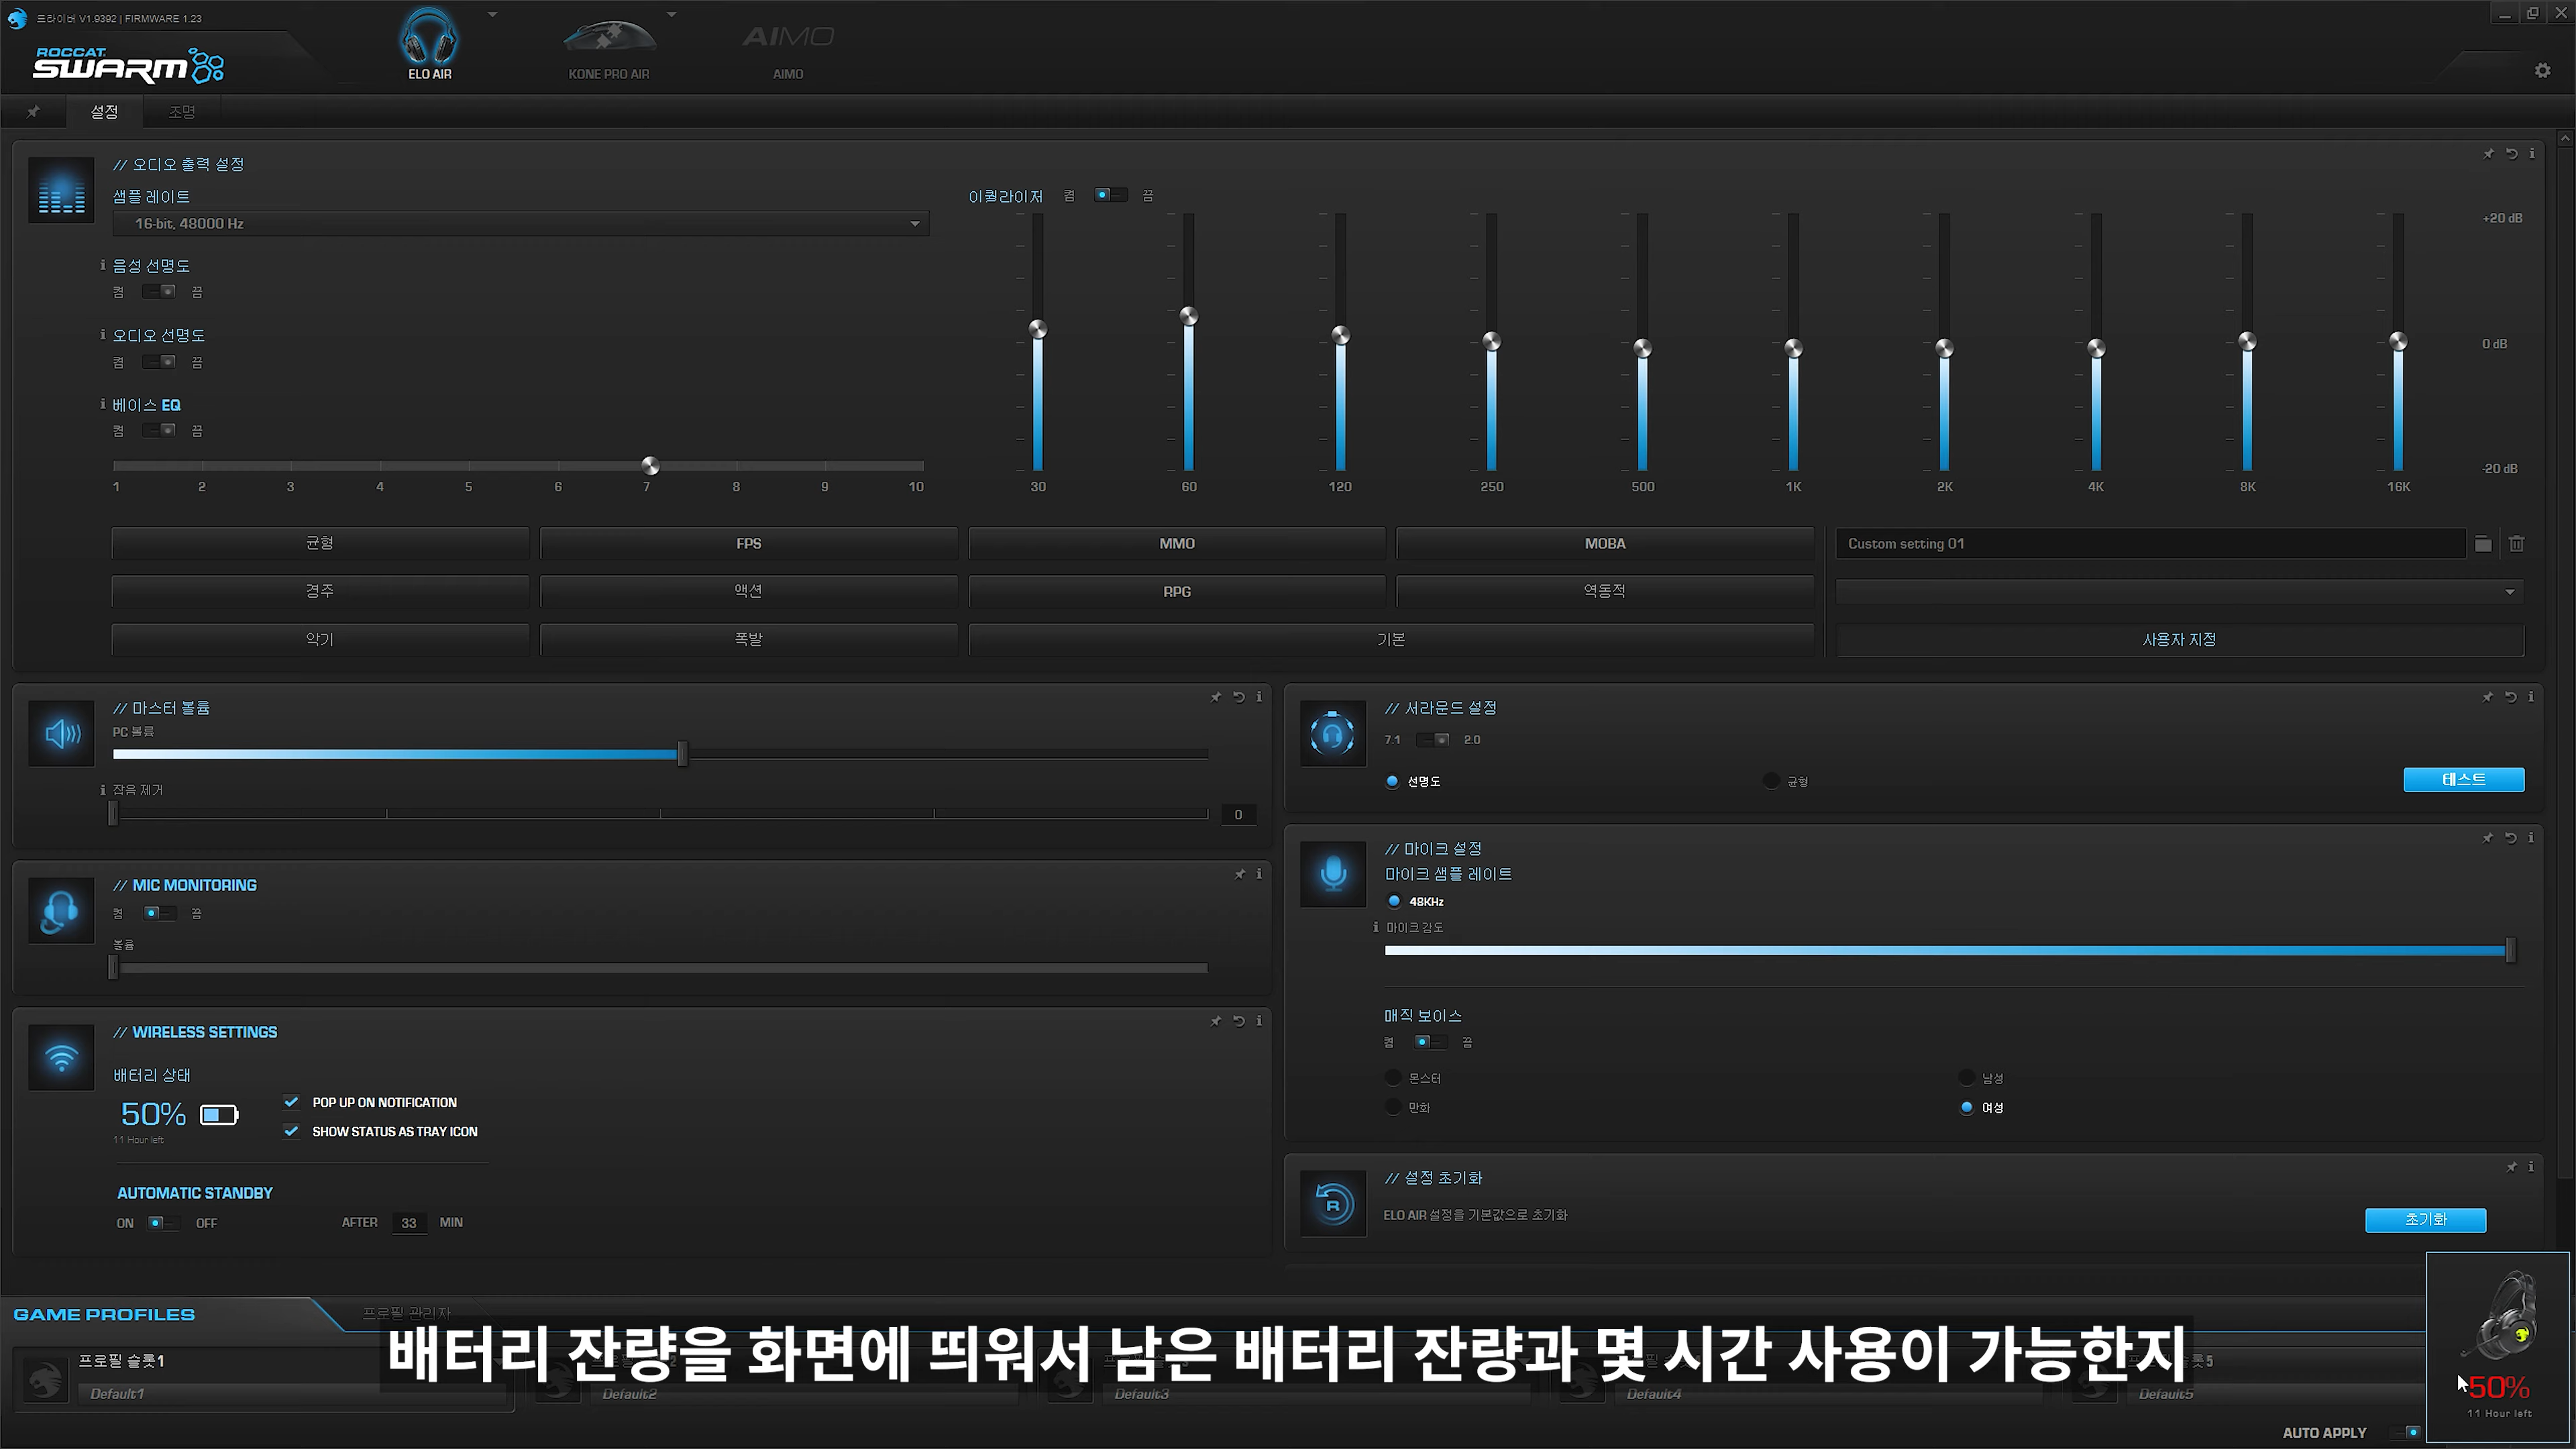 드라이버 V1.9392 | FIRMWARE 1.23
ROCCAT
SWARM
ELO AIR
KONE PRO AIR
AIMO
AIMO
설정
조명
// 오디오 출력 설정
샘플 레이트
16-bit, 48000 Hz
음성 선명도
켬 끔
오디오 선명도
켬 끔
베이스 EQ
켬 끔
1 2 3 4 5 6 7 8 9 10
이퀄라이저 켬 끔
+20 dB
0 dB
-20 dB
30 60 120 250 500 1K 2K 4K 8K 16K
균형 FPS MMO MOBA
경주 액션 RPG 역동적
악기 폭발 기본
Custom setting 01
사용자 지정
// 마스터 볼륨
PC 볼륨
잡음 제거
0
// MIC MONITORING
켬 끔
볼륨
// WIRELESS SETTINGS
배터리 상태
50%
11 Hour left
POP UP ON NOTIFICATION
SHOW STATUS AS TRAY ICON
AUTOMATIC STANDBY
ON OFF AFTER 33 MIN
// 서라운드 설정
7.1 2.0
선명도 균형
테스트
// 마이크 설정
마이크 샘플 레이트
48KHz
마이크 감도
매직 보이스
켬 끔
몬스터 남성
만화 여성
// 설정 초기화
ELO AIR 설정을 기본값으로 초기화
초기화
GAME PROFILES
프로필 관리자
프로필 슬롯1
Default1
Default2
Default3
Default4
Default5
배터리 잔량을 화면에 띄워서 남은 배터리 잔량과 몇 시간 사용이 가능한지
50%
11 Hour left
AUTO APPLY